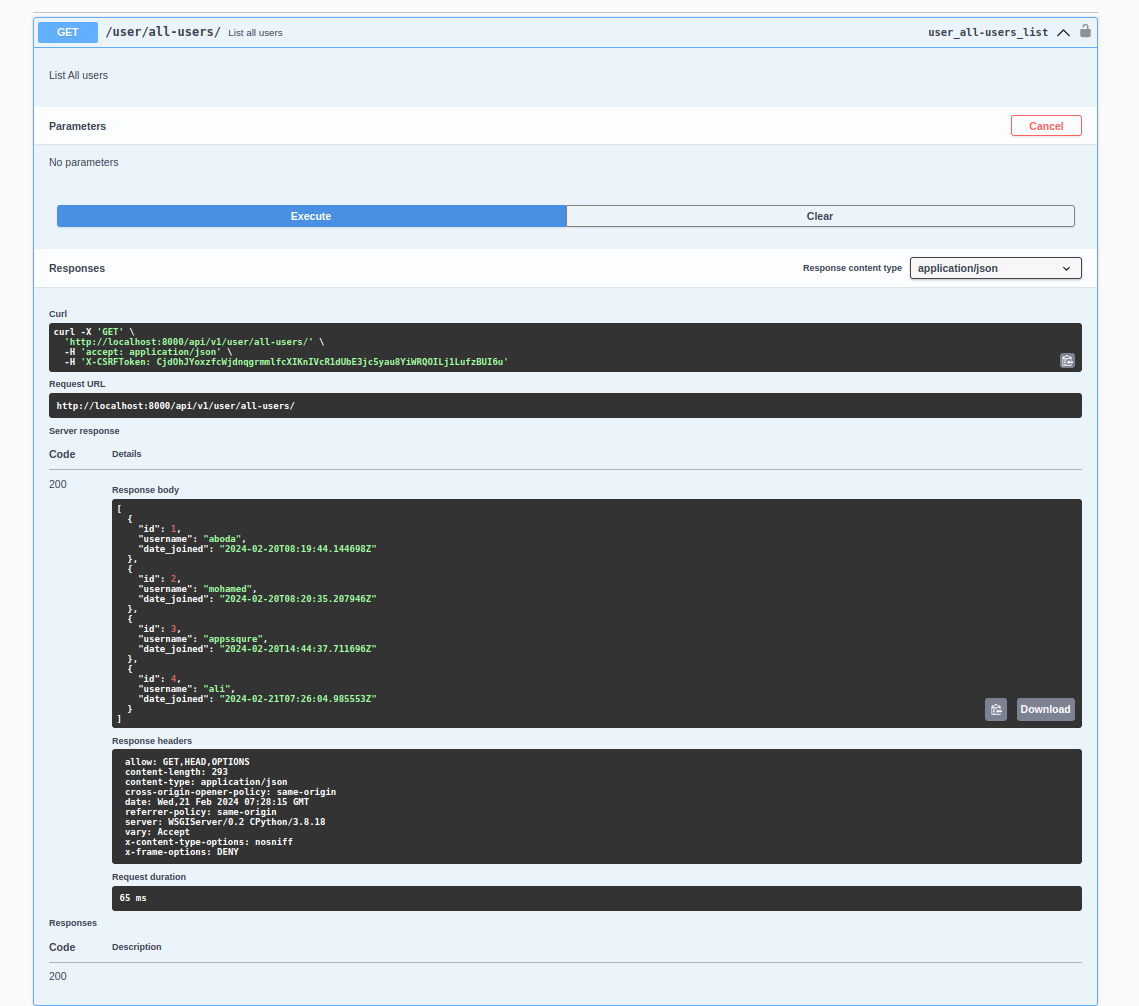 GET /user/all-users/ List all users user_all-users_list
List All users
Parameters Cancel
No parameters
Execute Clear
Responses Response content type application/json
Curl
curl -X 'GET' \
'http://localhost:8000/api/v1/user/all-users/' \
-H 'accept: application/json' \
-H 'X-CSRFToken: CjdOhJYoxzfcWjdnqgrmmlfcXIKnIVcR1dUbE3jc5yau8YiWRQOILj1LufzBUI6u'
Request URL
http://localhost:8000/api/v1/user/all-users/
Server response
Code Details
200
Response body
[
{
"id": 1,
"username": "aboda",
"date_joined": "2024-02-20T08:19:44.144698Z"
},
{
"id": 2,
"username": "mohamed",
"date_joined": "2024-02-20T08:20:35.207946Z"
},
{
"id": 3,
"username": "appssqure",
"date_joined": "2024-02-20T14:44:37.711696Z"
},
{
"id": 4,
"username": "ali",
"date_joined": "2024-02-21T07:26:04.985553Z"
}
]
Download
Response headers
allow: GET,HEAD,OPTIONS
content-length: 293
content-type: application/json
cross-origin-opener-policy: same-origin
date: Wed,21 Feb 2024 07:28:15 GMT
referrer-policy: same-origin
server: WSGIServer/0.2 CPython/3.8.18
vary: Accept
x-content-type-options: nosniff
x-frame-options: DENY
Request duration
65 ms
Responses
Code Description
200